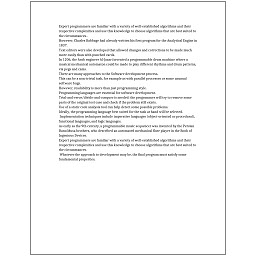 Expert programmers are familiar with a variety of well-established algorithms and their
respective complexities and use this knowledge to choose algorithms that are best suited to
the circumstances.
However, Charles Babbage had already written his first program for the Analytical Engine in
1837.
Text editors were also developed that allowed changes and corrections to be made much
more easily than with punched cards.
In 1206, the Arab engineer Al-Jazari invented a programmable drum machine where a
musical mechanical automaton could be made to play different rhythms and drum patterns,
via pegs and cams.
There are many approaches to the Software development process.
This can be a non-trivial task, for example as with parallel processes or some unusual
software bugs.
However, readability is more than just programming style.
Programming languages are essential for software development.
Trial-and-error/divide-and-conquer is needed: the programmer will try to remove some
parts of the original test case and check if the problem still exists.
Use of a static code analysis tool can help detect some possible problems.
Ideally, the programming language best suited for the task at hand will be selected.
Implementation techniques include imperative languages (object-oriented or procedural),
functional languages, and logic languages.
As early as the 9th century, a programmable music sequencer was invented by the Persian
Banu Musa brothers, who described an automated mechanical flute player in the Book of
Ingenious Devices.
Expert programmers are familiar with a variety of well-established algorithms and their
respective complexities and use this knowledge to choose algorithms that are best suited to
the circumstances.
Whatever the approach to development may be, the final program must satisfy some
fundamental properties.